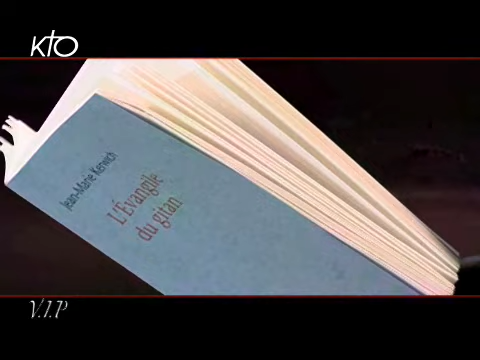 KTO
Jean-Marie Kerwich
L'Évangile
du gitan
V.I.P